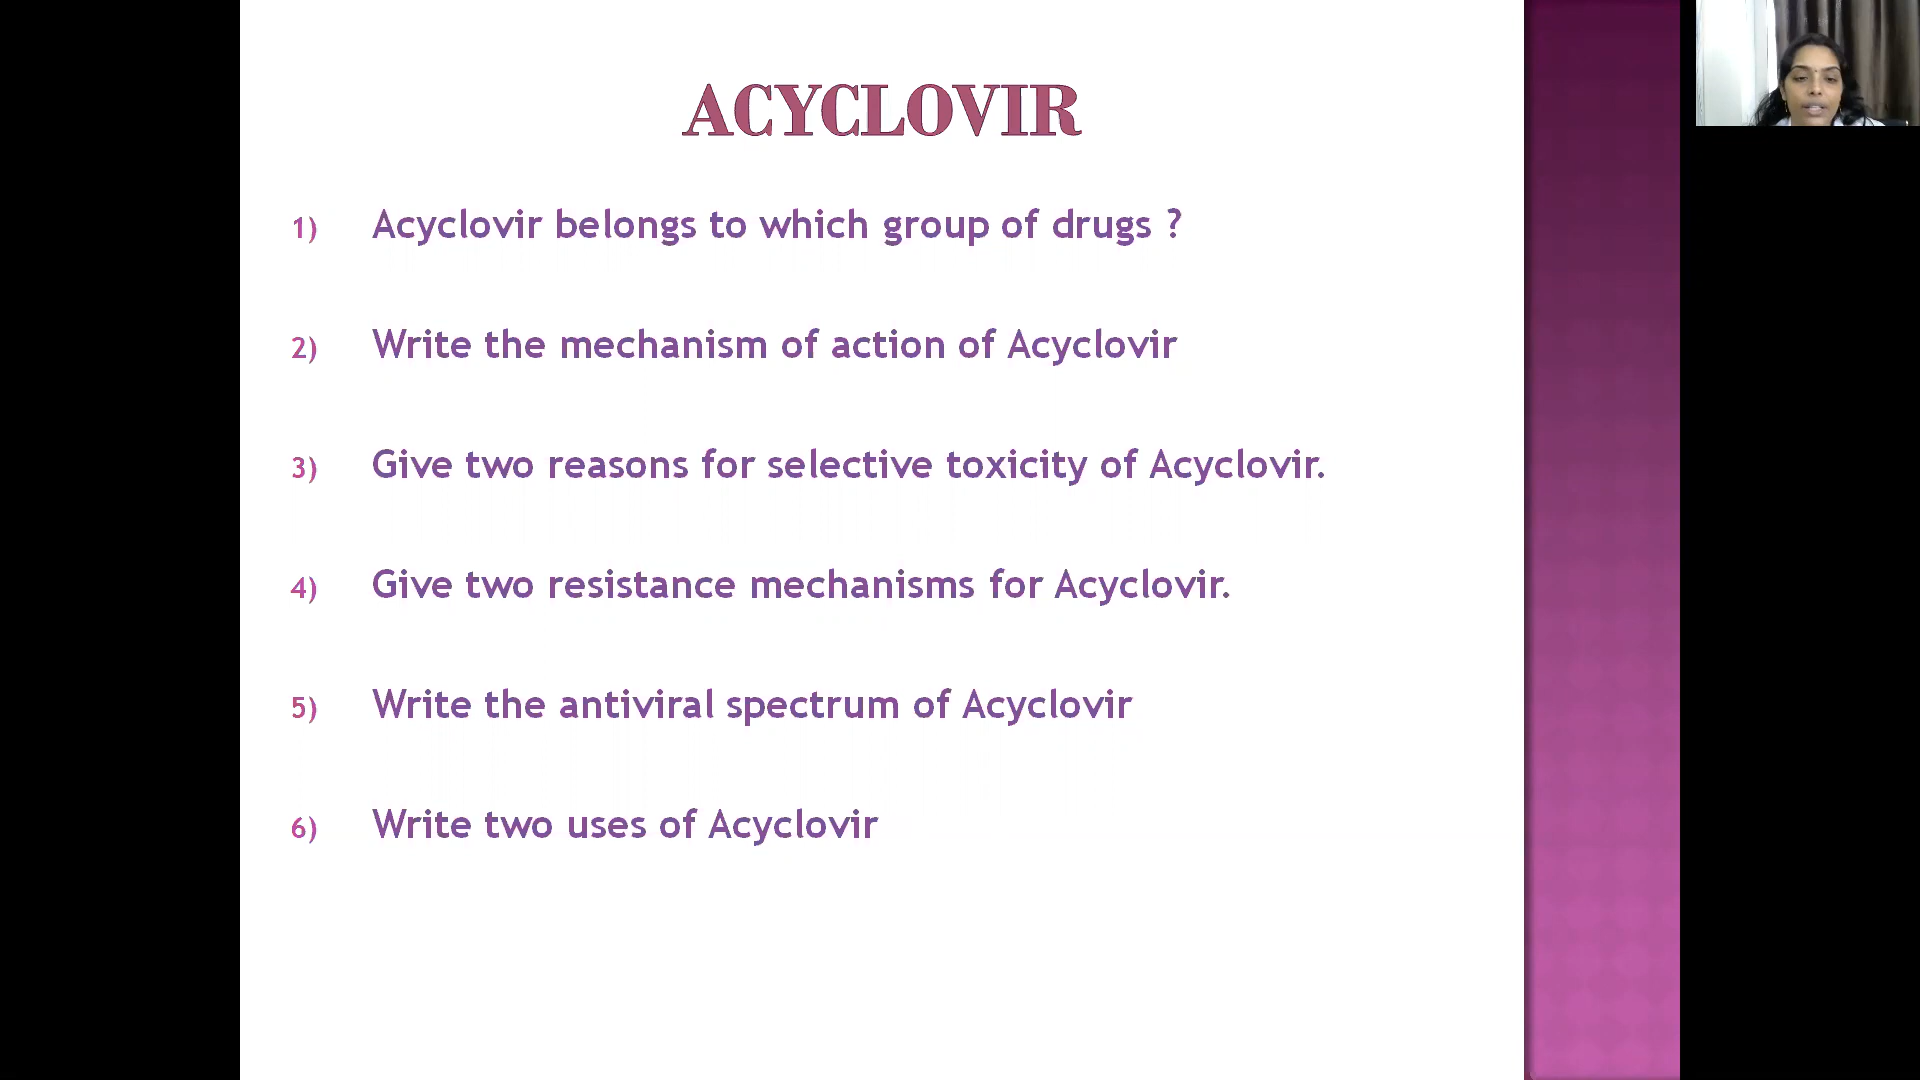 ACYCLOVIR
1) Acyclovir belongs to which group of drugs ?
2) Write the mechanism of action of Acyclovir
3) Give two reasons for selective toxicity of Acyclovir.
4) Give two resistance mechanisms for Acyclovir.
5) Write the antiviral spectrum of Acyclovir
6) Write two uses of Acyclovir